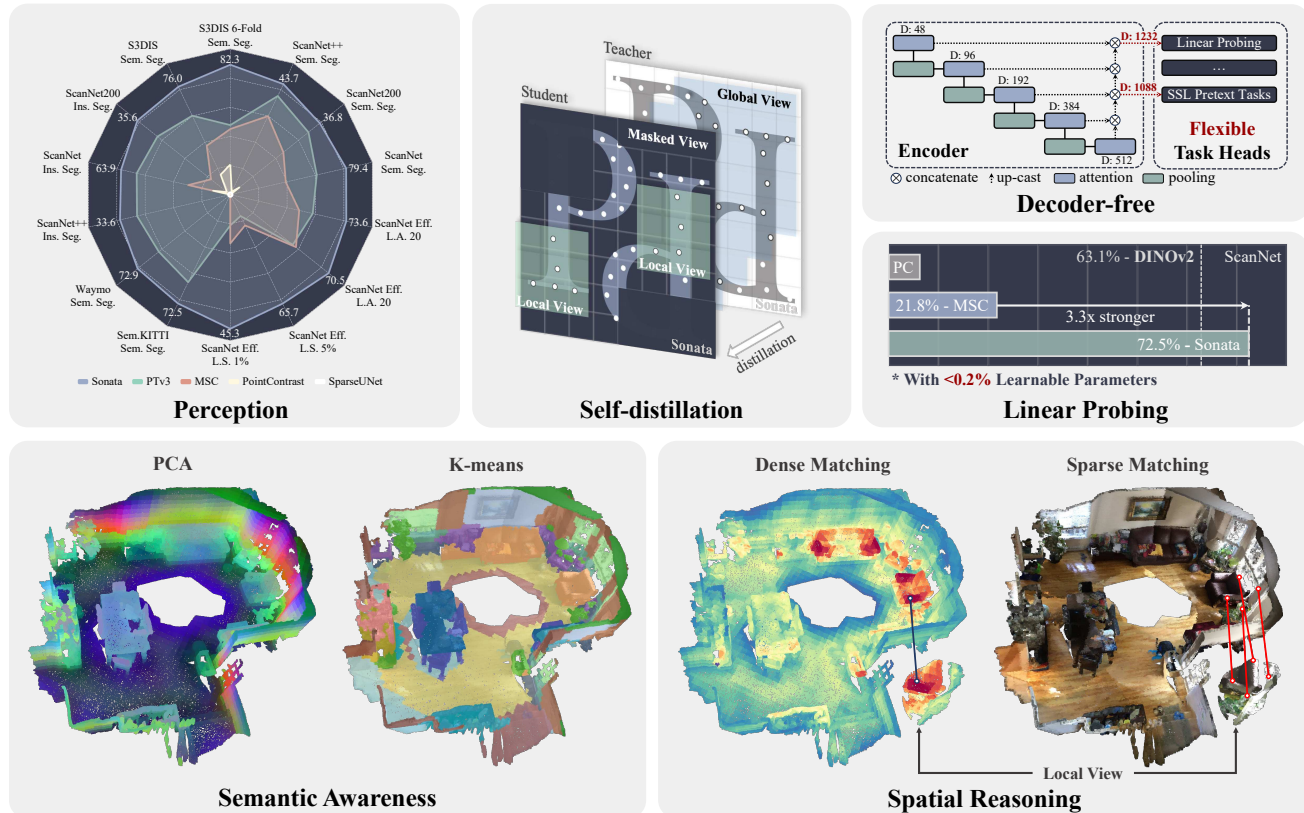 S3DIS 6-Fold
Sem. Seg.
82.3
ScanNet++
Sem. Seg.
43.7
ScanNet200
Sem. Seg.
36.8
ScanNet
Sem. Seg.
79.4
ScanNet Eff.
L.A. 20
73.6
ScanNet Eff.
L.A. 20
70.5
ScanNet Eff.
L.S. 5%
65.7
ScanNet Eff.
L.S. 1%
45.3
Sem.KITTI
Sem. Seg.
72.5
Waymo
Sem. Seg.
72.9
ScanNet++
Ins. Seg.
33.6
ScanNet
Ins. Seg.
63.9
ScanNet200
Ins. Seg.
35.6
S3DIS
Sem. Seg.
76.0
Sonata PTv3 MSC PointContrast SparseUNet
Perception
Teacher
Global View
Student
Masked View
Local View
Local View
Sonata
Sonata
distillation
Self-distillation
D: 48
D: 96
D: 192
D: 384
D: 512
D: 1232
D: 1088
Linear Probing
...
SSL Pretext Tasks
Encoder
Flexible
Task Heads
concatenate up-cast attention pooling
Decoder-free
63.1% - DINOv2
ScanNet
PC
21.8% - MSC
3.3x stronger
72.5% - Sonata
* With <0.2% Learnable Parameters
Linear Probing
PCA
K-means
Semantic Awareness
Dense Matching
Sparse Matching
Local View
Spatial Reasoning